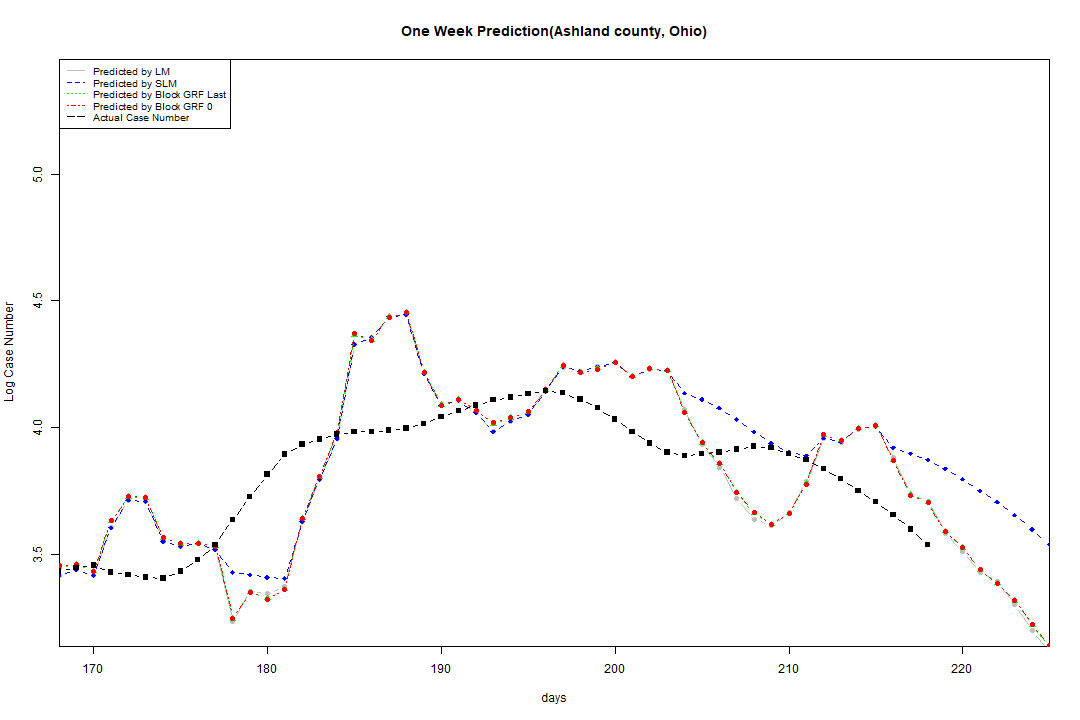 One Week Prediction(Ashland county, Ohio)
Predicted by LM
Predicted by SLM
Predicted by Block GRF Last
Predicted by Block GRF 0
Actual Case Number
Log Case Number
5.0
4.5
4.0
3.5
170 180 190 200 210 220
days